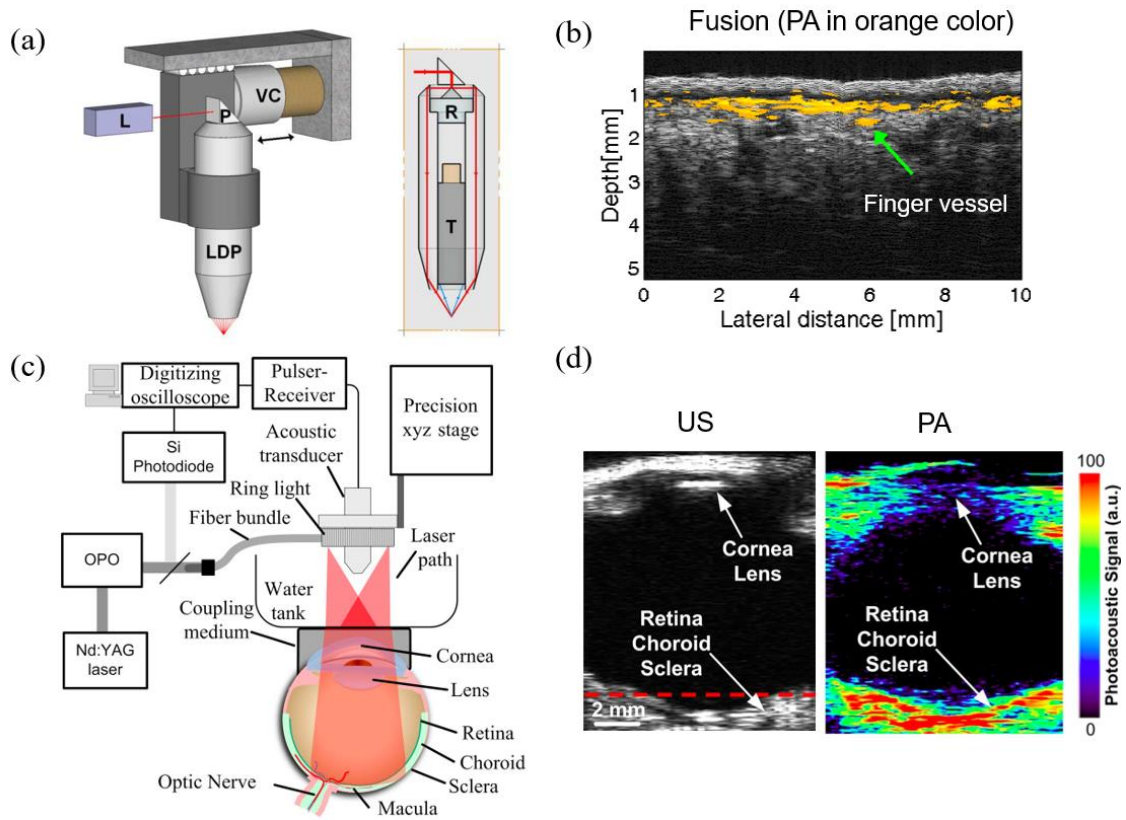 (a)
L
P
VC
LDP
R
T
(b)
Fusion (PA in orange color)
Depth[mm]
1
2
3
4
5
Finger vessel
0
2
4
6
8
10
Lateral distance [mm]
(c)
Digitizing
oscilloscope
Pulser-
Receiver
Precision
xyz stage
Si
Photodiode
Acoustic
transducer
Ring light
Fiber bundle
Laser
path
OPO
Water
tank
Coupling
medium
Nd:YAG
laser
Cornea
Lens
Retina
Choroid
Sclera
Optic Nerve
Macula
(d)
US
PA
Cornea
Lens
Retina
Choroid
Sclera
2 mm
Cornea
Lens
Retina
Choroid
Sclera
100
Photoacoustic Signal (a.u.)
0